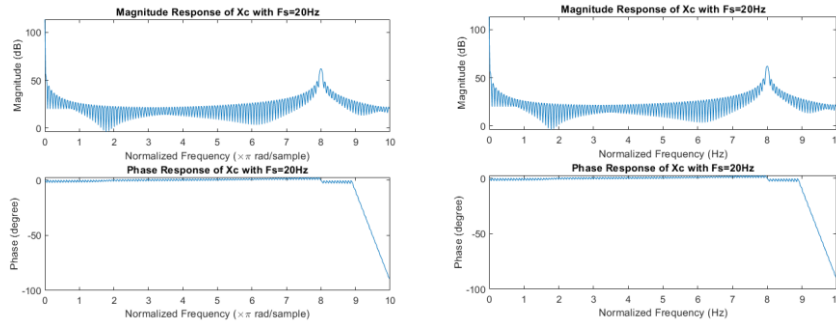 Magnitude Response of Xc with Fs=20Hz
Magnitude (dB)
100
50
0
0 1 2 3 4 5 6 7 8 9 10
Normalized Frequency (×π rad/sample)
Phase Response of Xc with Fs=20Hz
Phase (degree)
0
-50
-100
0 1 2 3 4 5 6 7 8 9 10
Normalized Frequency (×π rad/sample)
Magnitude Response of Xc with Fs=20Hz
Magnitude (dB)
100
50
0
0 1 2 3 4 5 6 7 8 9 10
Normalized Frequency (Hz)
Phase Response of Xc with Fs=20Hz
Phase (degree)
0
-50
-100
0 1 2 3 4 5 6 7 8 9 10
Normalized Frequency (Hz)